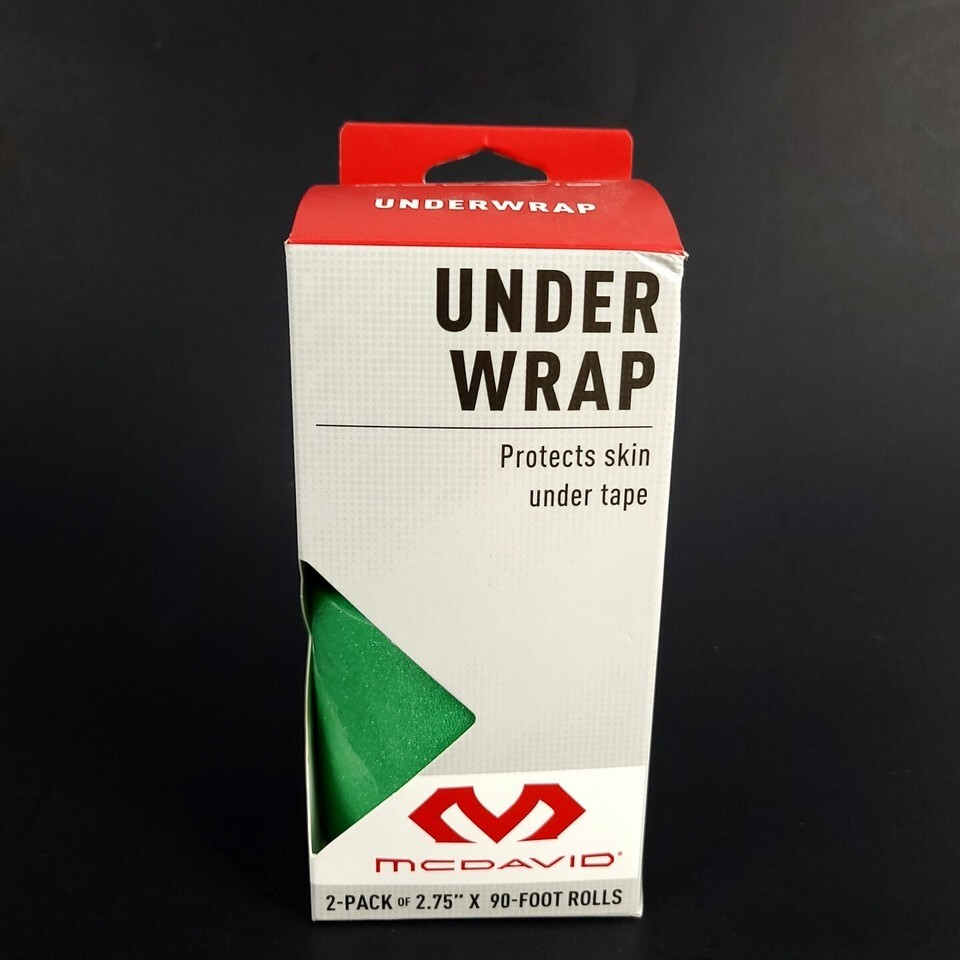 UNDERWRAP
UNDER
WRAP
Protects skin
under tape
MCDAVID®
2-PACK OF 2.75" X 90-FOOT ROLLS